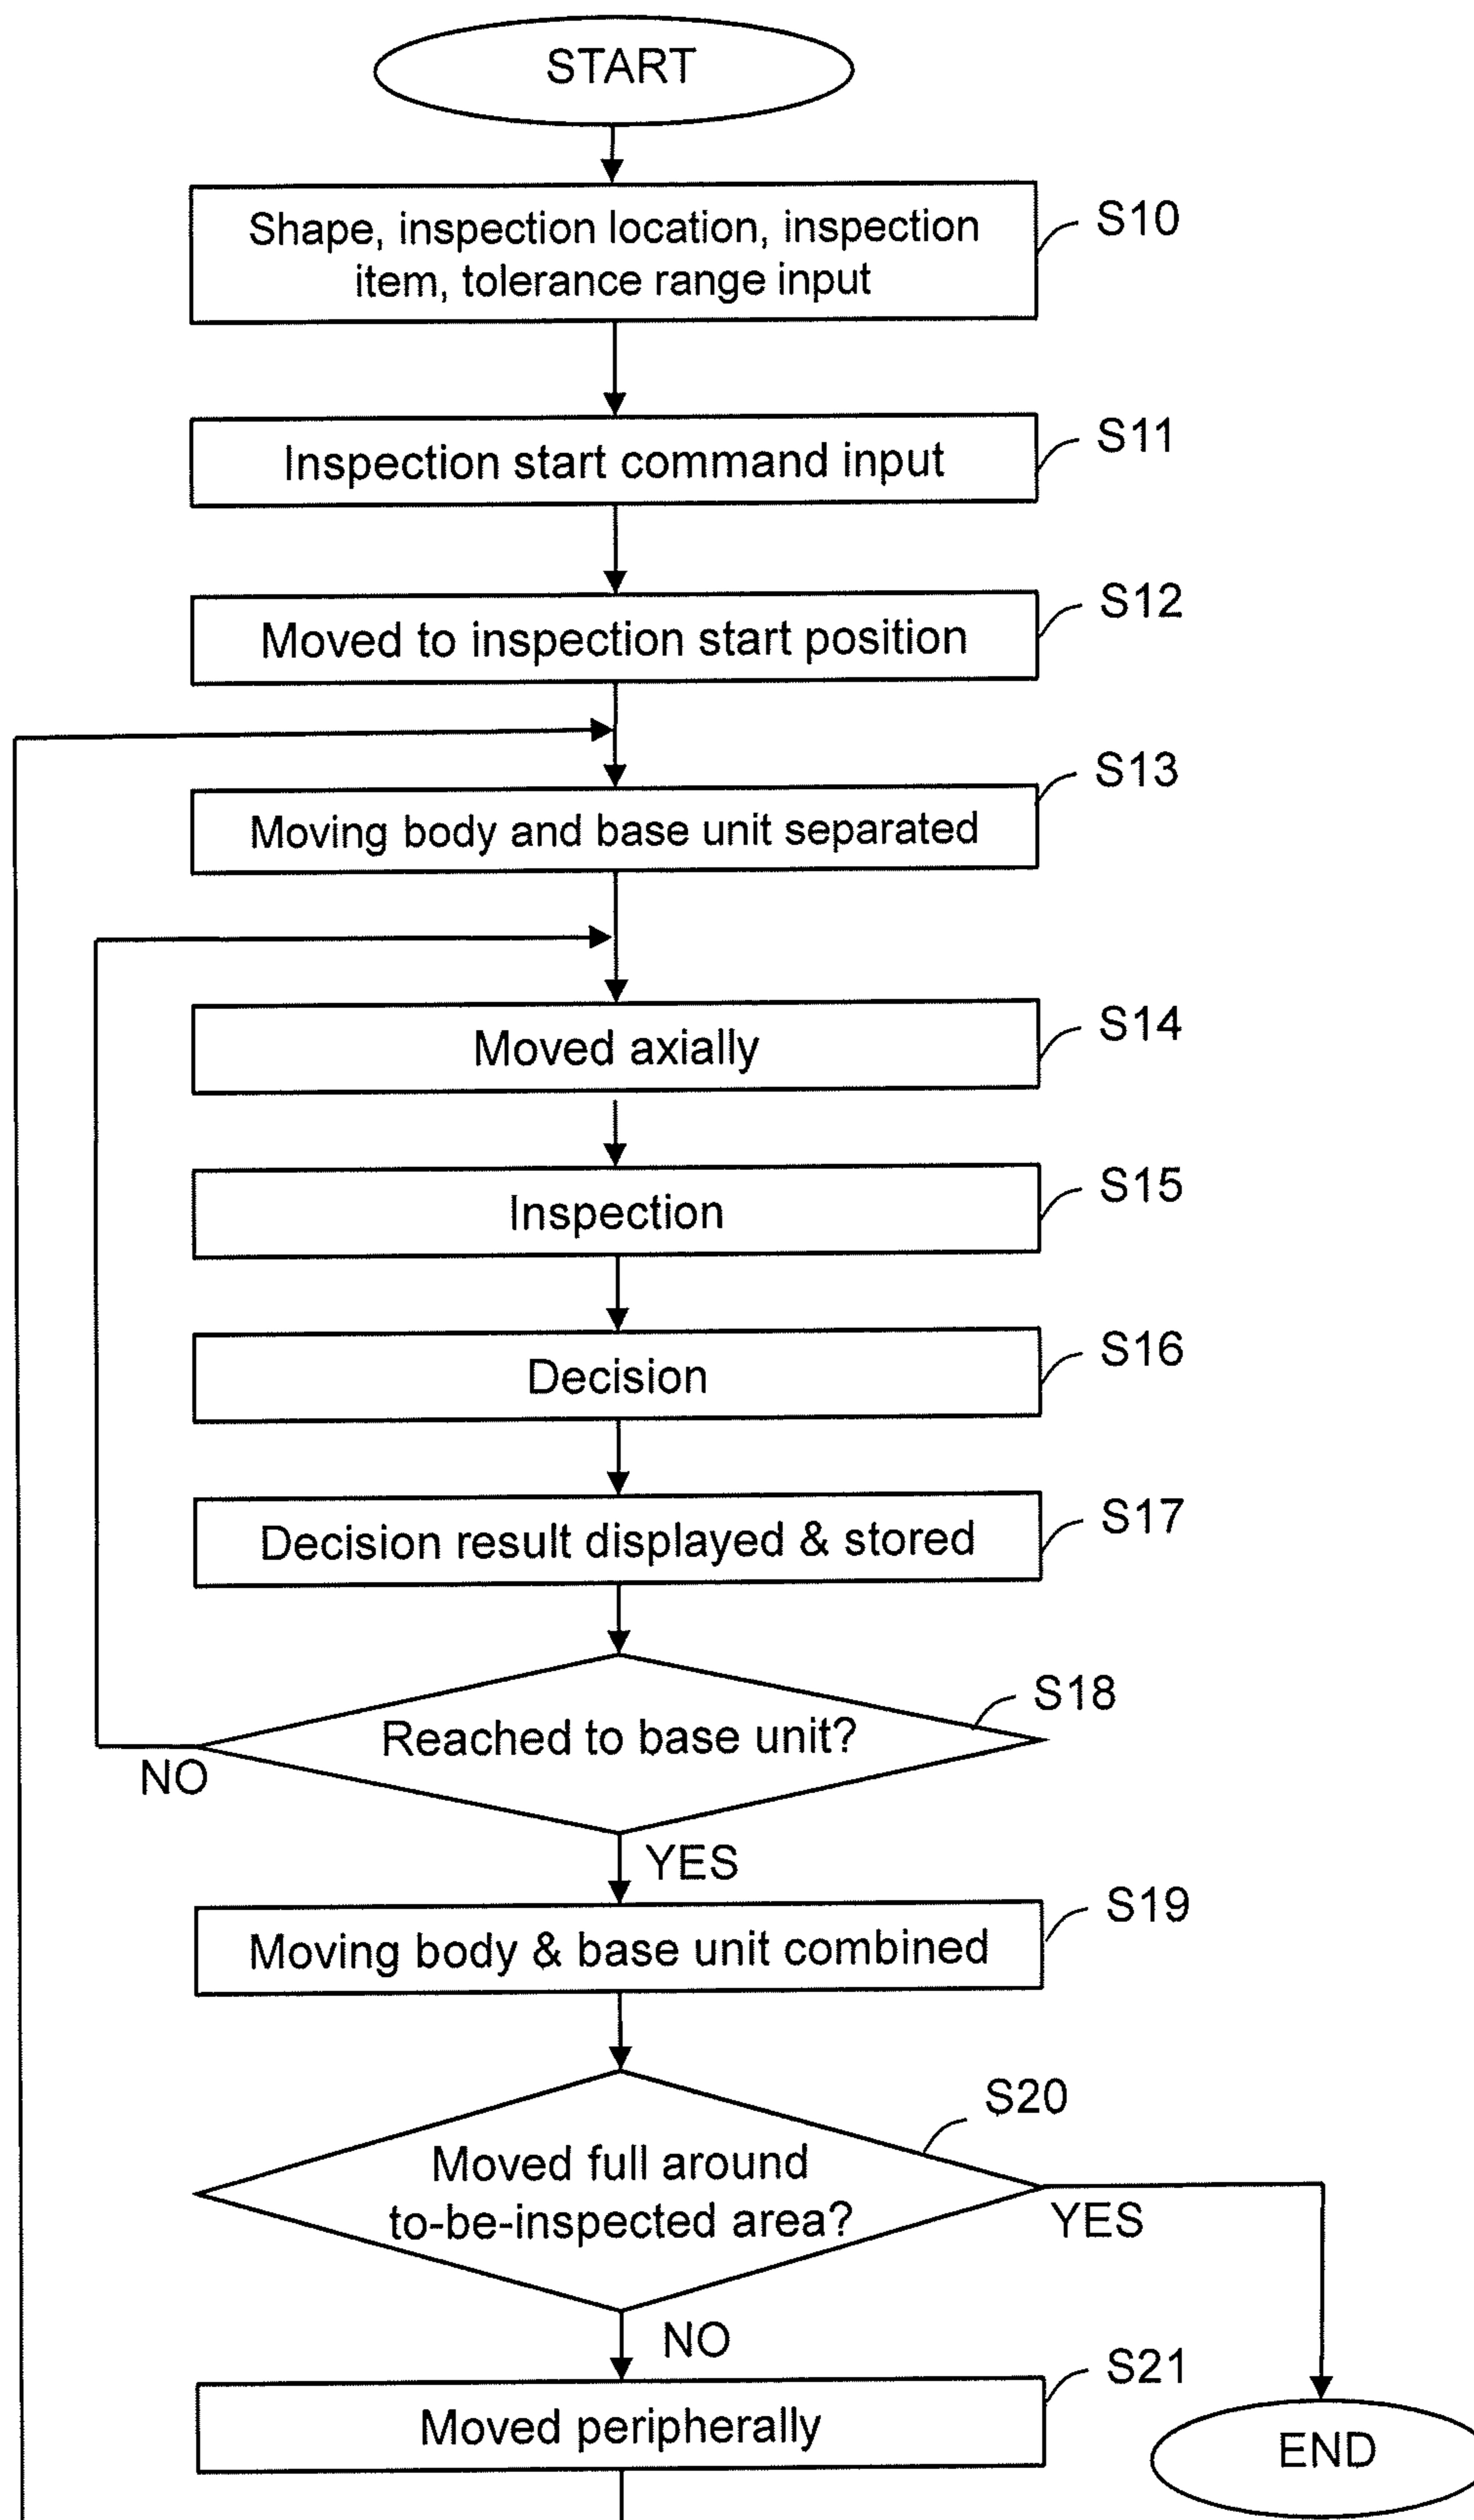 START
Shape, inspection location, inspection
item, tolerance range input
S10
Inspection start command input
S11
Moved to inspection start position
S12
Moving body and base unit separated
S13
Moved axially
S14
Inspection
S15
Decision
S16
Decision result displayed & stored
S17
Reached to base unit?
S18
NO
YES
Moving body & base unit combined
S19
Moved full around
to-be-inspected area?
S20
YES
NO
Moved peripherally
S21
END